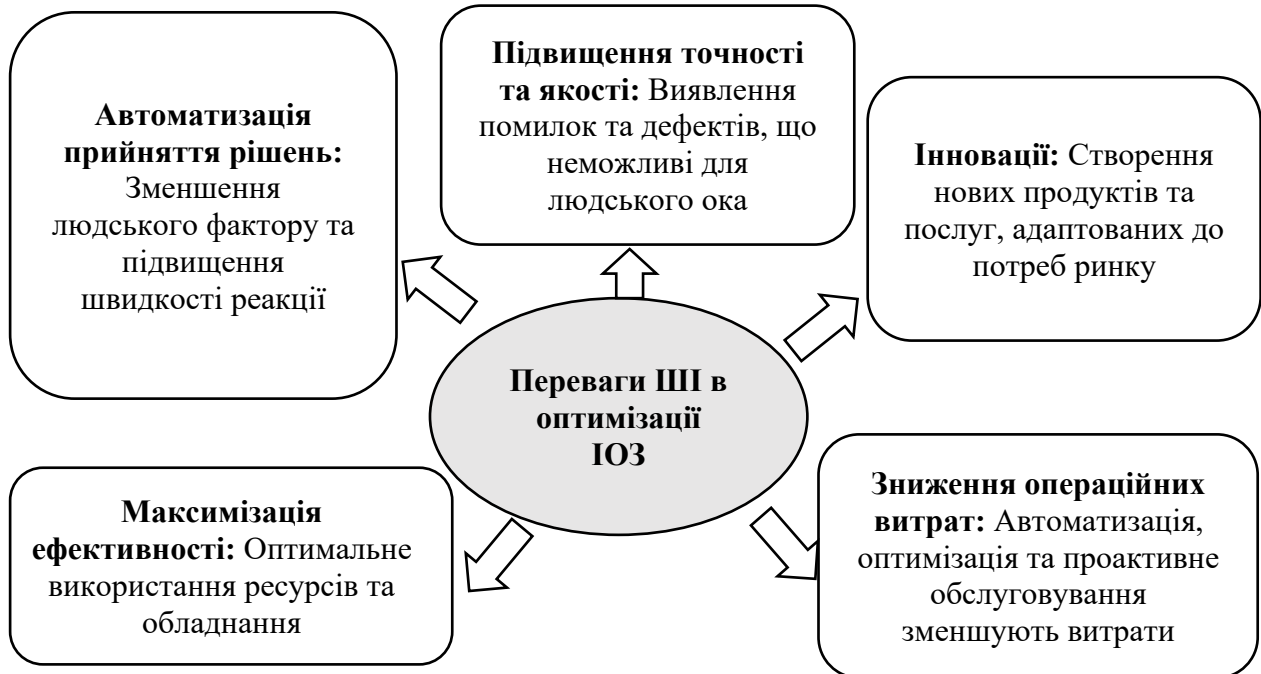 Автоматизація
прийняття рішень:
Зменшення
людського фактору та
підвищення
швидкості реакції
Підвищення точності
та якості: Виявлення
помилок та дефектів, що
неможливі для
людського ока
Інновації: Створення
нових продуктів та
послуг, адаптованих до
потреб ринку
Переваги ШІ в
оптимізації
ІОЗ
Максимізація
ефективності: Оптимальне
використання ресурсів та
обладнання
Зниження операційних
витрат: Автоматизація,
оптимізація та проактивне
обслуговування
зменшують витрати